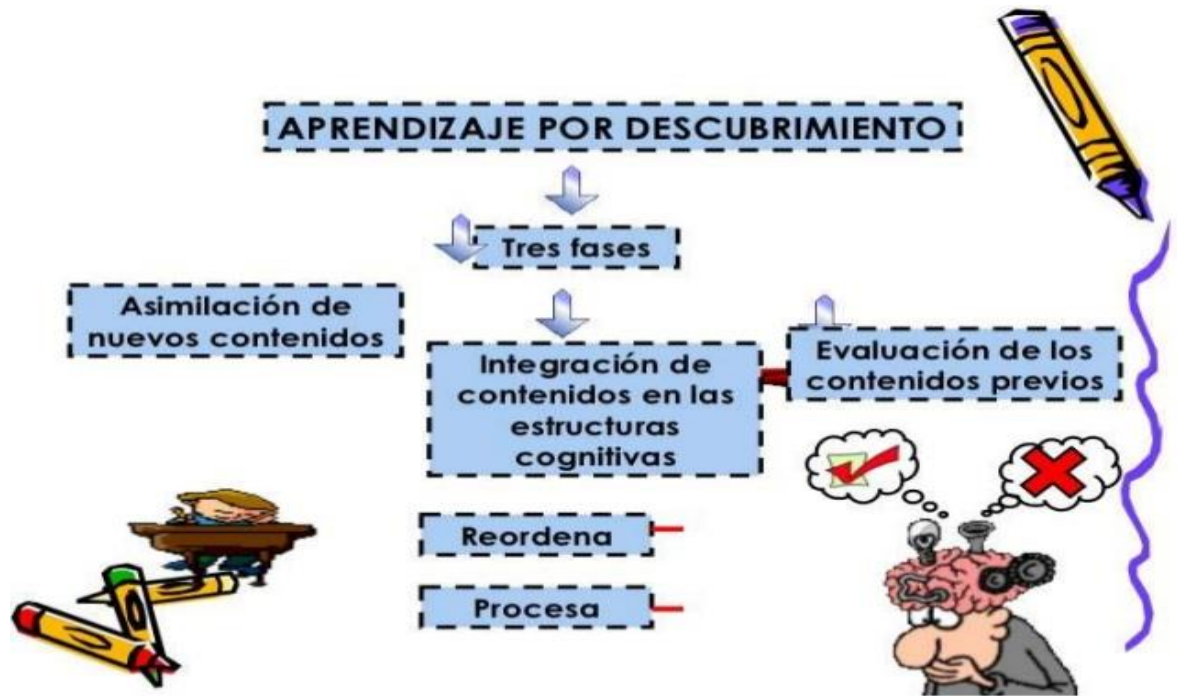 APRENDIZAJE POR DESCUBRIMIENTO
Tres fases
Asimilación de
nuevos contenidos
Integración de
contenidos en las
estructuras
cognitivas
Evaluación de los
contenidos previos
Reordena
Procesa